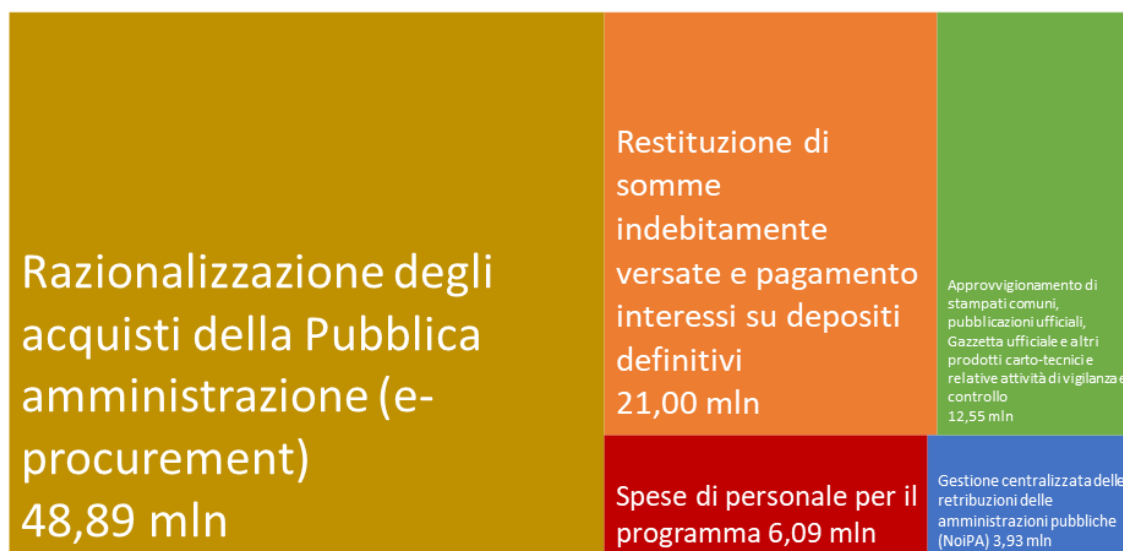 Razionalizzazione degli
acquisti della Pubblica
amministrazione (e-
procurement)
48,89 mln
Restituzione di
somme
indebitamente
versate e pagamento
interessi su depositi
definitivi
21,00 mln
Approvvigionamento di
stampati comuni,
pubblicazioni ufficiali,
Gazzetta ufficiale e altri
prodotti carto-tecnici e
relative attività di vigilanza e
controllo
12,55 mln
Spese di personale per il
programma 6,09 mln
Gestione centralizzata delle
retribuzioni delle
amministrazioni pubbliche
(NoiPA) 3,93 mln